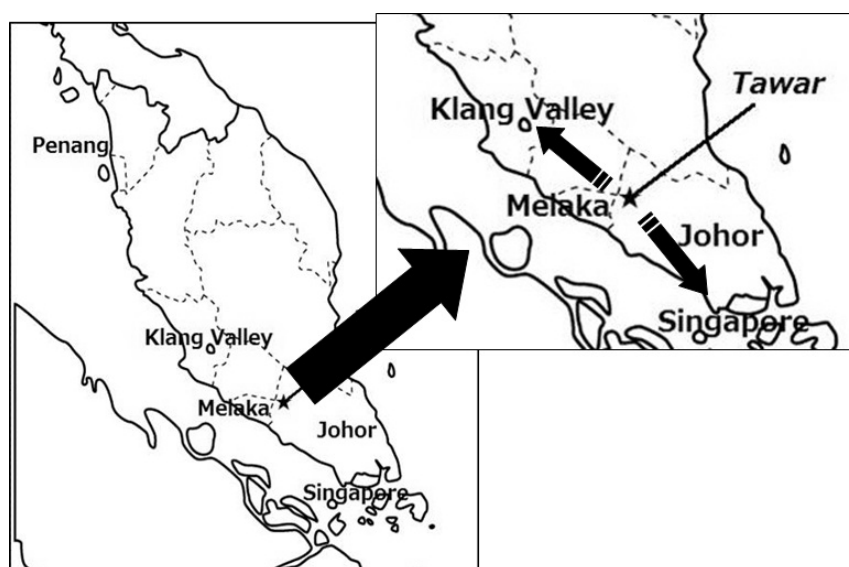 Penang
Klang Valley
Melaka
Johor
Singapore
Tawar
Klang Valley
Melaka
Johor
Singapore